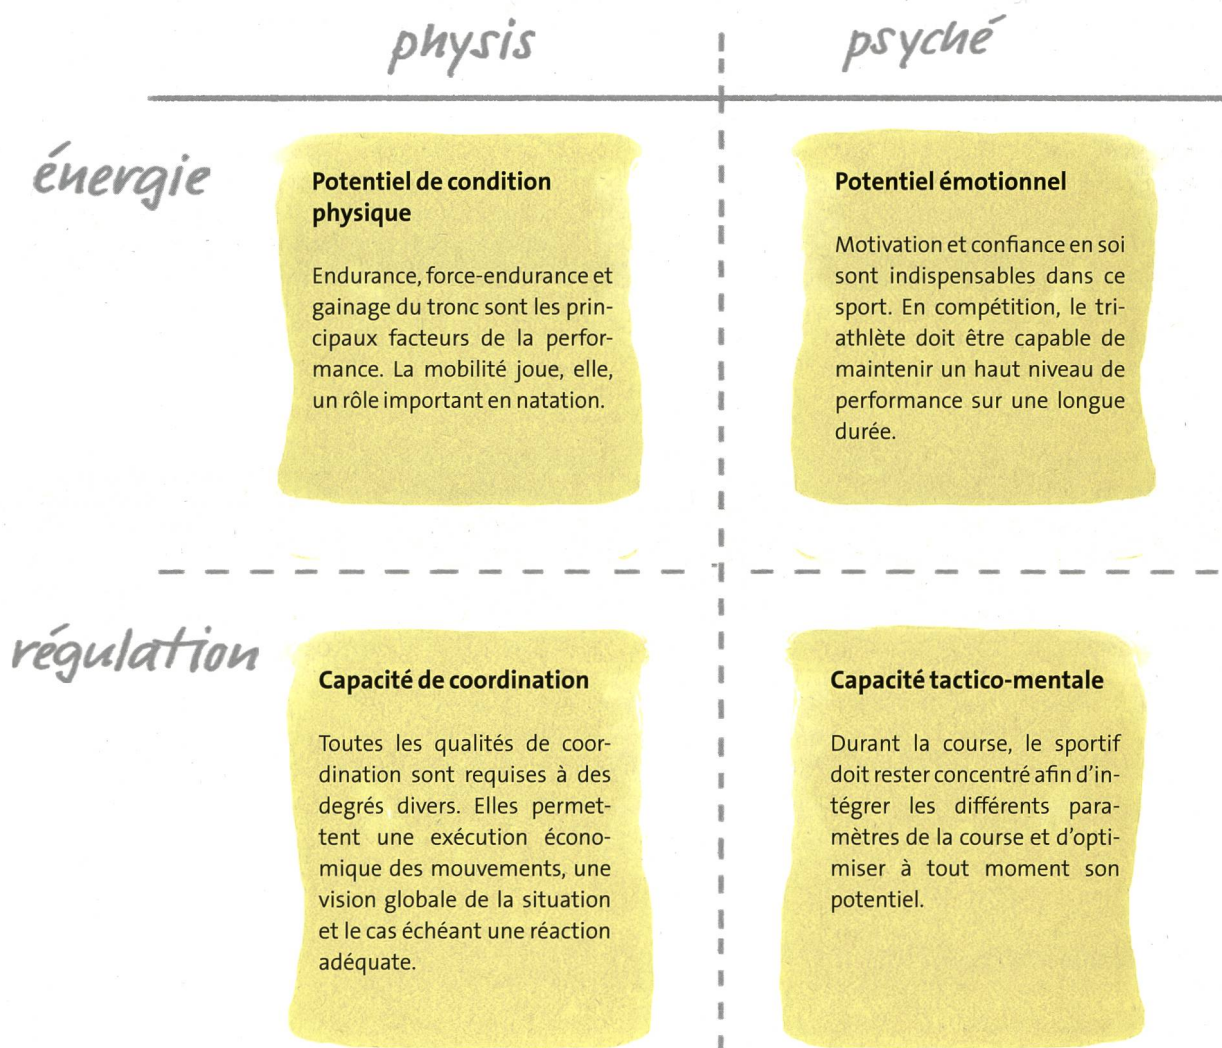 physis
psyché
énergie
Potentiel de condition
physique
Endurance, force-endurance et
gainage du tronc sont les prin-
cipaux facteurs de la perfor-
mance. La mobilité joue, elle,
un rôle important en natation.
Potentiel émotionnel
Motivation et confiance en soi
sont indispensables dans ce
sport. En compétition, le tri-
athlète doit être capable de
maintenir un haut niveau de
performance sur une longue
durée.
régulation
Capacité de coordination
Toutes les qualités de coor-
dination sont requises à des
degrés divers. Elles permet-
tent une exécution écono-
mique des mouvements, une
vision globale de la situation
et le cas échéant une réaction
adéquate.
Capacité tactico-mentale
Durant la course, le sportif
doit rester concentré afin d'in-
tégrer les différents para-
mètres de la course et d'opti-
miser à tout moment son
potentiel.